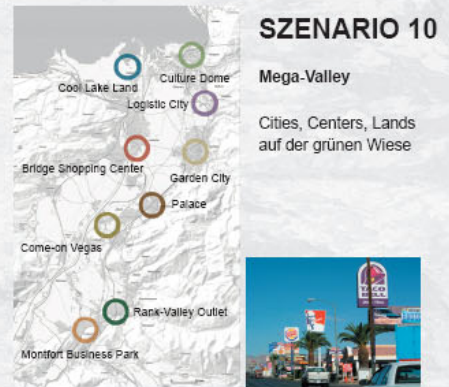 SZENARIO 10
Mega-Valley
Cities, Centers, Lands
auf der grünen Wiese
Cool Lake Land
Culture Dome
Logistic City
Bridge Shopping Center
Garden City
Palace
Come-on Vegas
Rank-Valley Outlet
Montfort Business Park
TACO
BELL